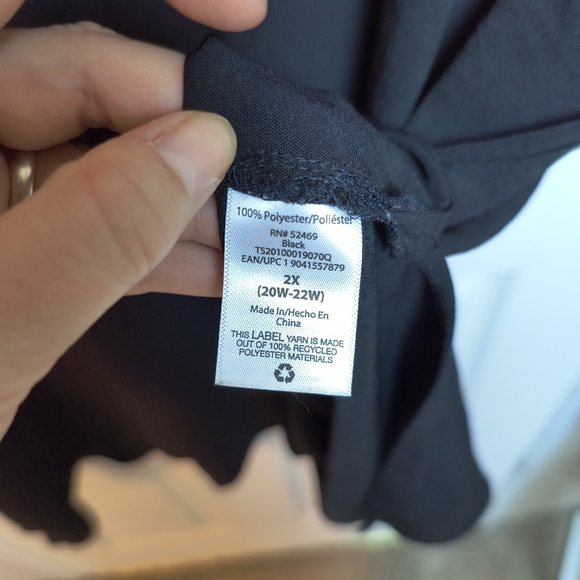 100% Polyester/Poliéster
RN# 52469
Black
TS20100019070Q
EAN/UPC 1 9041557879
2X
(20W-22W)
Made In/Hecho En
China
THIS LABEL YARN IS MADE
OUT OF 100% RECYCLED
POLYESTER MATERIALS